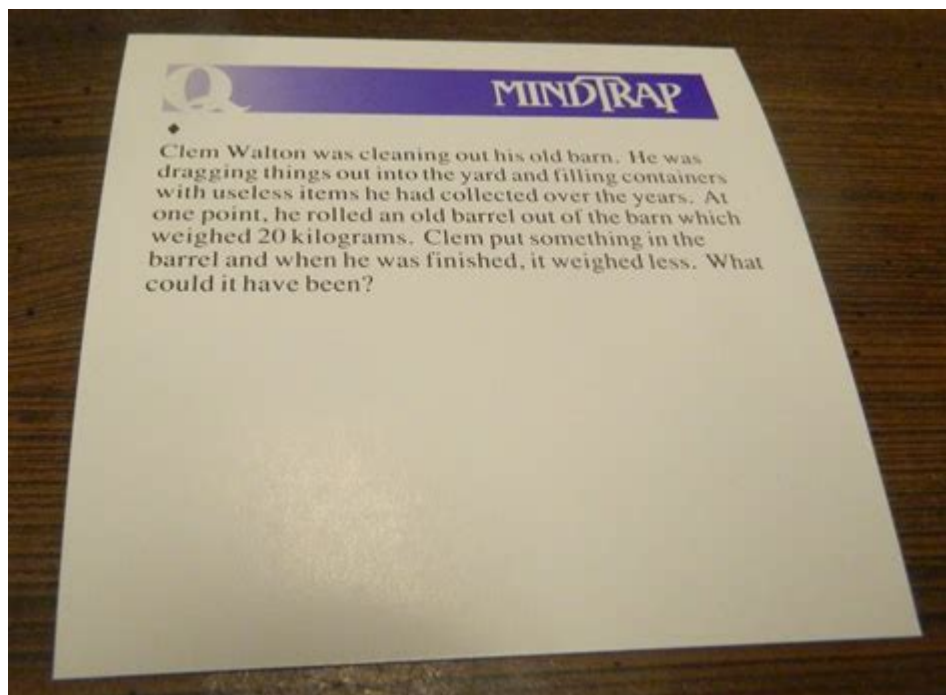 Q MINDTRAP
Clem Walton was cleaning out his old barn. He was
dragging things out into the yard and filling containers
with useless items he had collected over the years. At
one point, he rolled an old barrel out of the barn which
weighed 20 kilograms. Clem put something in the
barrel and when he was finished, it weighed less. What
could it have been?